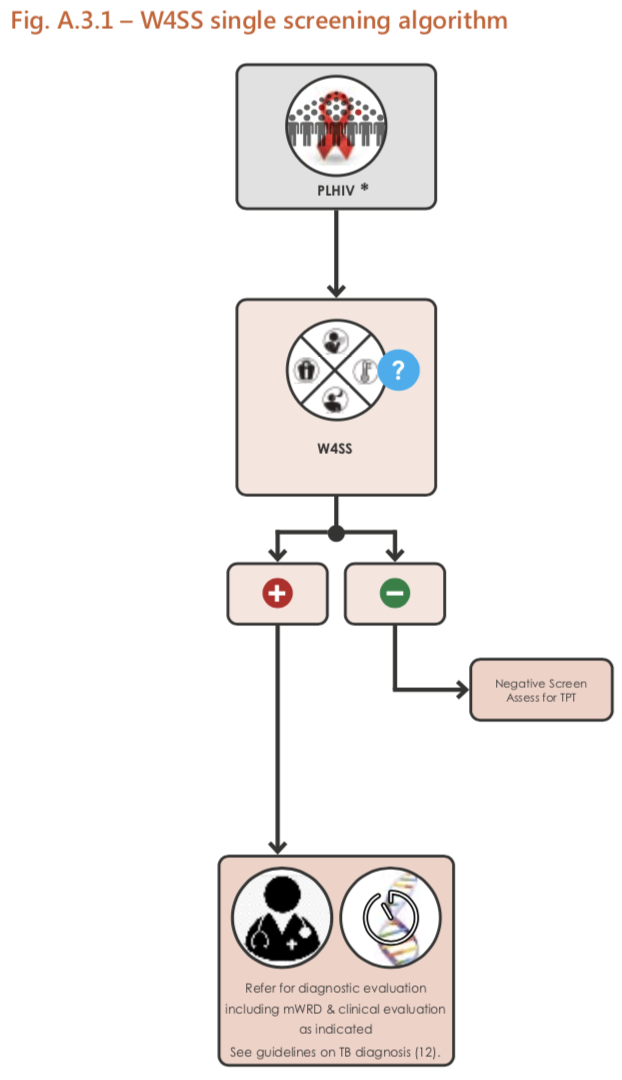 Fig. A.3.1 – W4SS single screening algorithm
PLHIV *
?
W4SS
Negative Screen
Assess for TPT
Refer for diagnostic evaluation
including mWRD & clinical evaluation
as indicated
See guidelines on TB diagnosis (12).